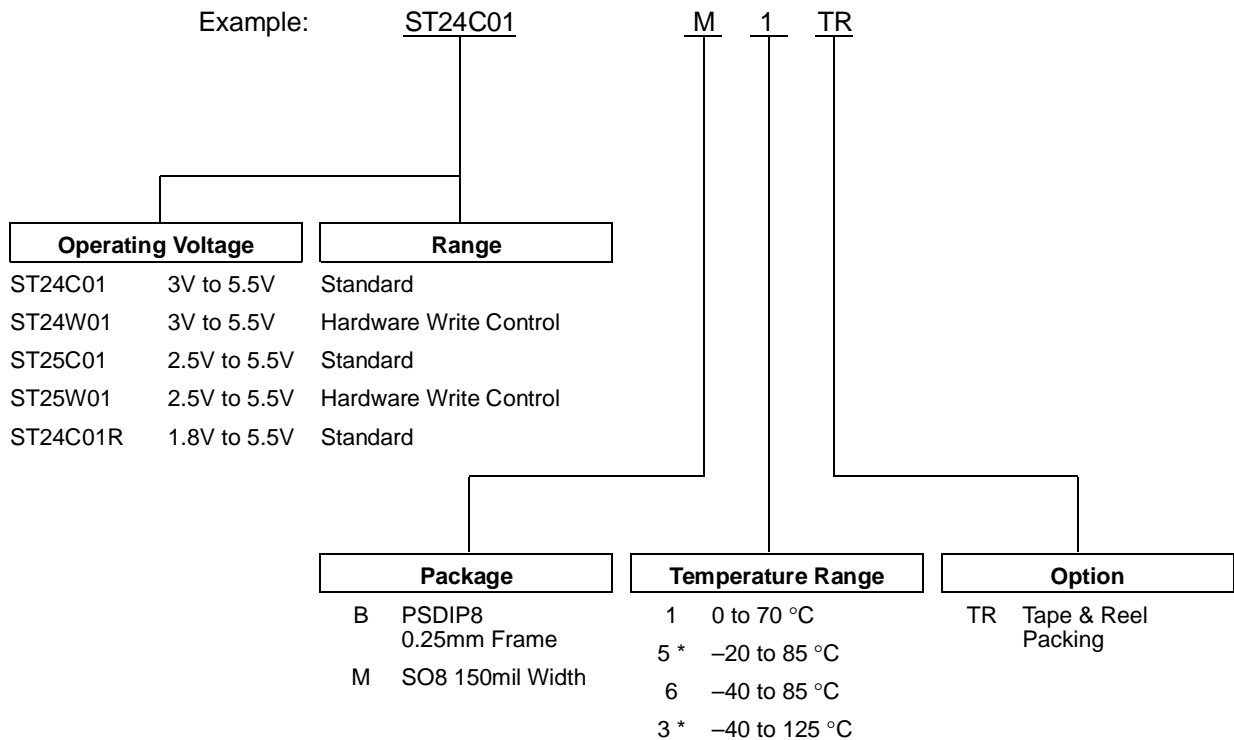 Example: ST24C01 M 1 TR
Operating Voltage Range
ST24C01 3V to 5.5V Standard
ST24W01 3V to 5.5V Hardware Write Control
ST25C01 2.5V to 5.5V Standard
ST25W01 2.5V to 5.5V Hardware Write Control
ST24C01R 1.8V to 5.5V Standard
Package
B PSDIP8
0.25mm Frame
M SO8 150mil Width
Temperature Range
1 0 to 70 °C
5 * –20 to 85 °C
6 –40 to 85 °C
3 * –40 to 125 °C
Option
TR Tape & Reel
Packing